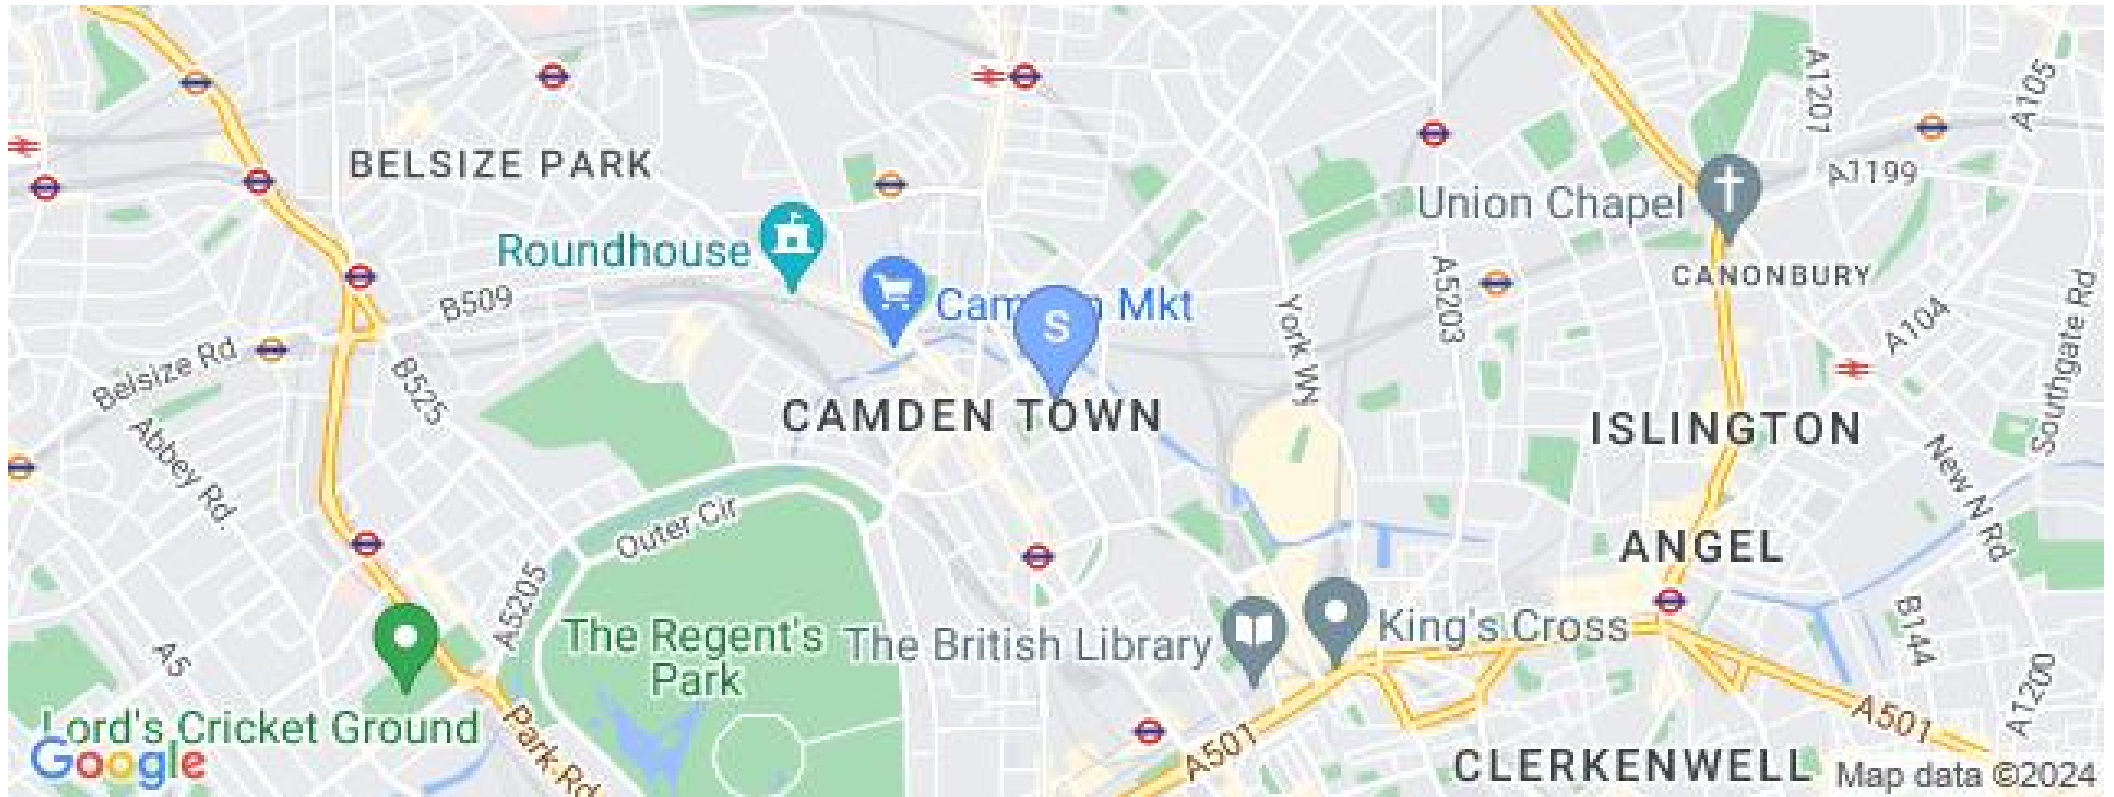 A1201
A105
BELSIZE PARK
A1199
Union Chapel
Roundhouse
CANONBURY
B509
Camden Mkt
S
York Wy
A5203
A104
Southgate Rd
Belsize Rd
B525
CAMDEN TOWN
ISLINGTON
Abbey Rd.
New N Rd
Outer Cir
ANGEL
A5205
B144
The Regent's
Park
The British Library
King's Cross
A5
A1200
Lord's Cricket Ground
Park Rd
A501
A501
CLERKENWELL
Google
Map data ©2024